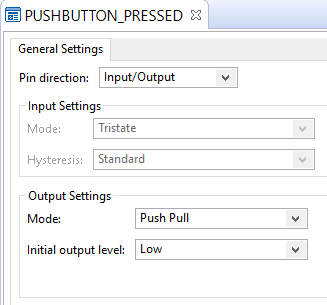 PUSHBUTTON_PRESSED
General Settings
Pin direction: Input/Output
Input Settings
Mode: Tristate
Hysteresis: Standard
Output Settings
Mode: Push Pull
Initial output level: Low